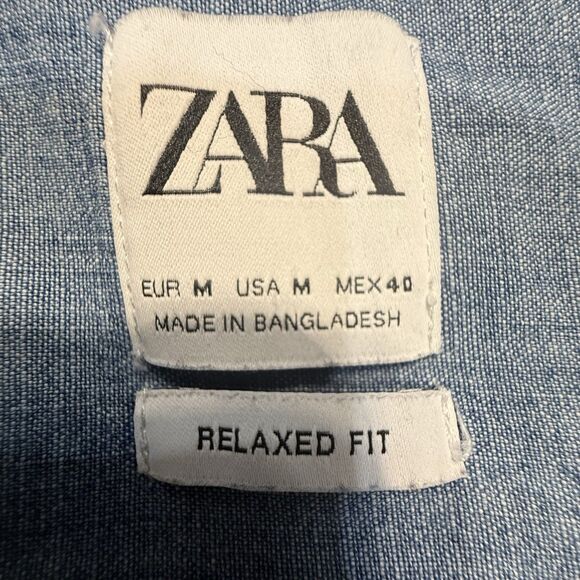 ZARA
EUR M USA M MEX 40
MADE IN BANGLADESH
RELAXED FIT